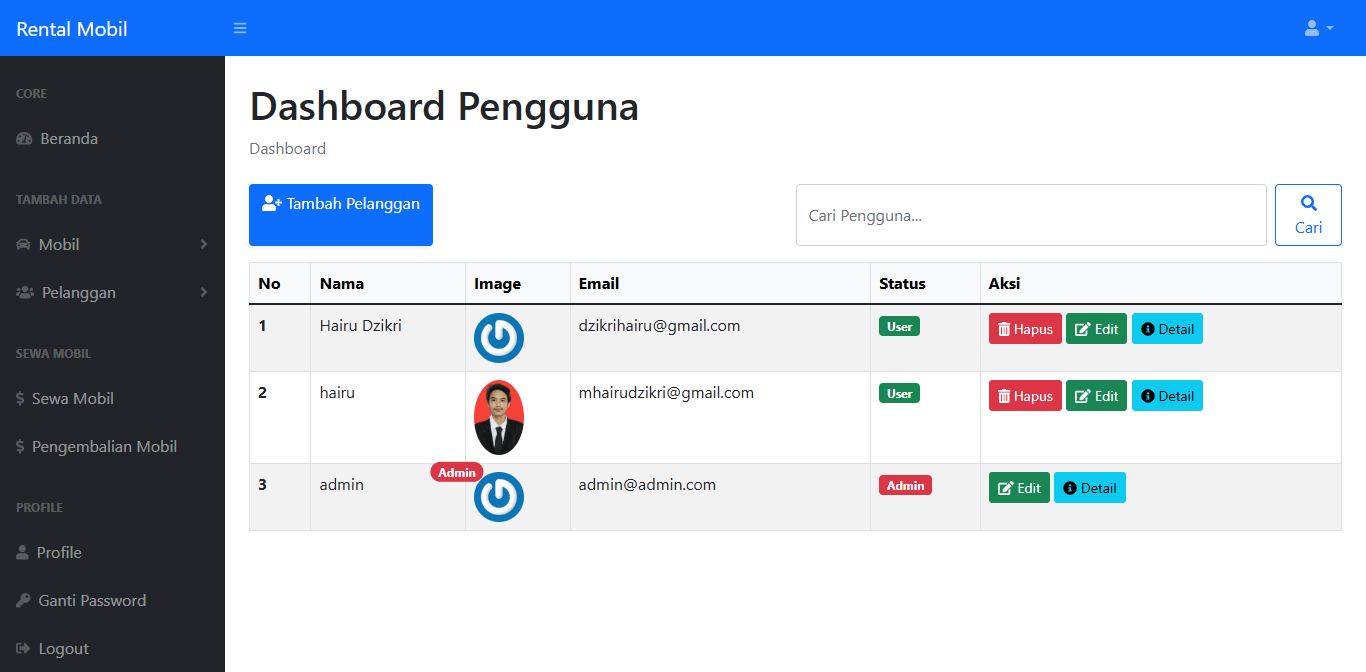 Rental Mobil
CORE
Beranda
TAMBAH DATA
Mobil
Pelanggan
SEWA MOBIL
$ Sewa Mobil
$ Pengembalian Mobil
PROFILE
Profile
Ganti Password
Logout
Dashboard Pengguna
Dashboard
Tambah Pelanggan
Cari Pengguna...
Cari
No Nama Image Email Status Aksi
1 Hairu Dzikri dzikrihairu@gmail.com User Hapus Edit Detail
2 hairu mhairudzikri@gmail.com User Hapus Edit Detail
Admin
3 admin admin@admin.com Admin Edit Detail